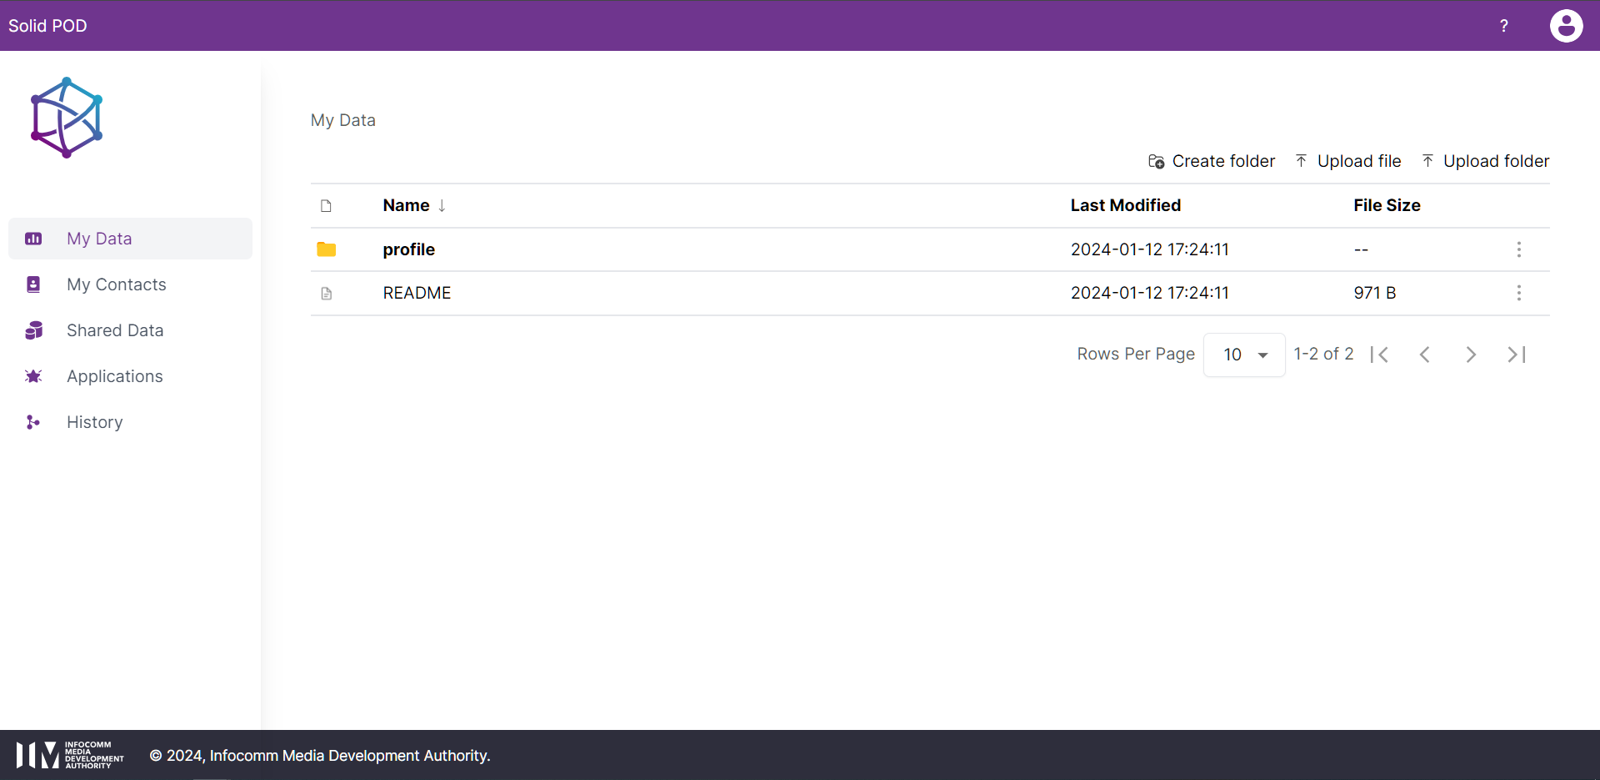 Solid POD ?
My Data
Create folder Upload file Upload folder
Name ↓ Last Modified File Size
profile 2024-01-12 17:24:11 --
README 2024-01-12 17:24:11 971 B
Rows Per Page 10 1-2 of 2
My Data
My Contacts
Shared Data
Applications
History
INFOCOMM
MEDIA
DEVELOPMENT
AUTHORITY
© 2024, Infocomm Media Development Authority.